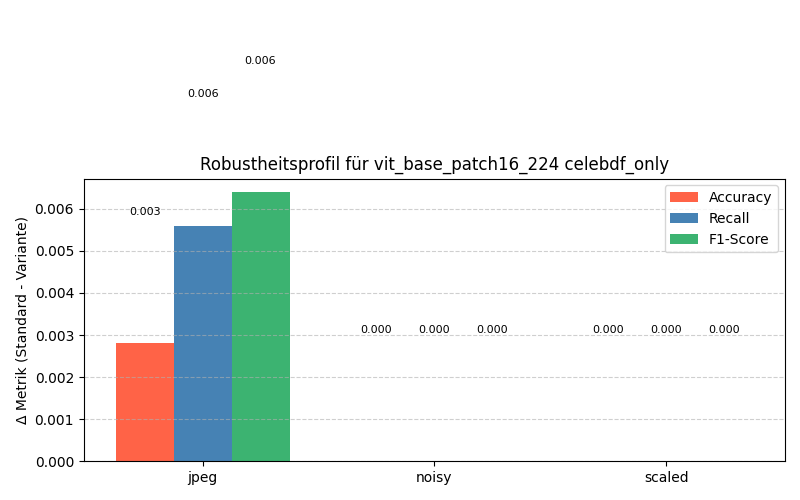 0.006
0.006
Robustheitsprofil für vit_base_patch16_224 celebdf_only
Δ Metrik (Standard - Variante)
0.006
0.005
0.004
0.003
0.002
0.001
0.000
0.003
0.000 0.000 0.000
0.000 0.000 0.000
Accuracy
Recall
F1-Score
jpeg noisy scaled